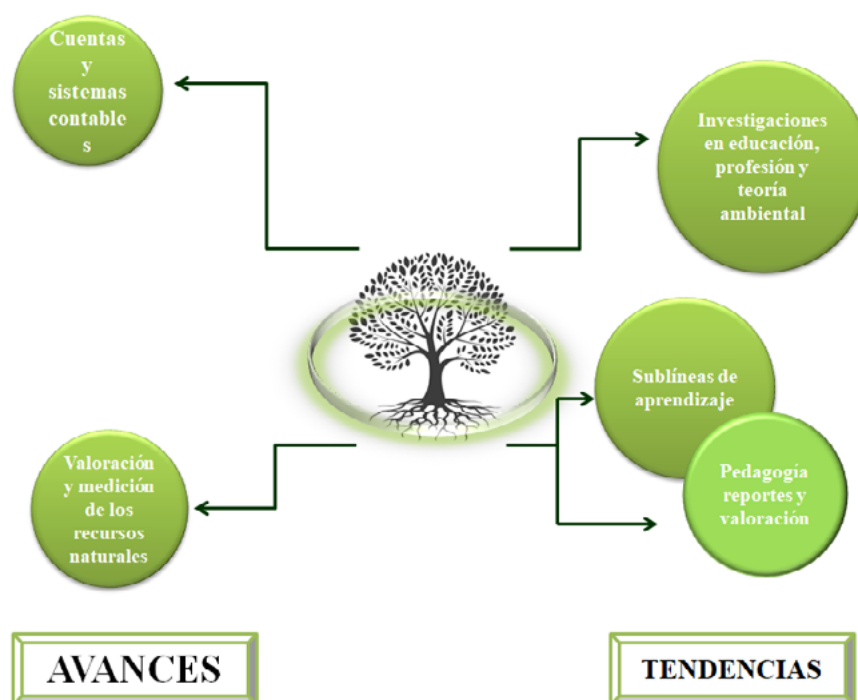 Cuentas
y
sistemas
contable
s
Investigaciones
en educación,
profesión y
teoría
ambiental
Sublíneas de
aprendizaje
Pedagogía
reportes y
valoración
Valoración
y medición
de los
recursos
naturales
AVANCES
TENDENCIAS